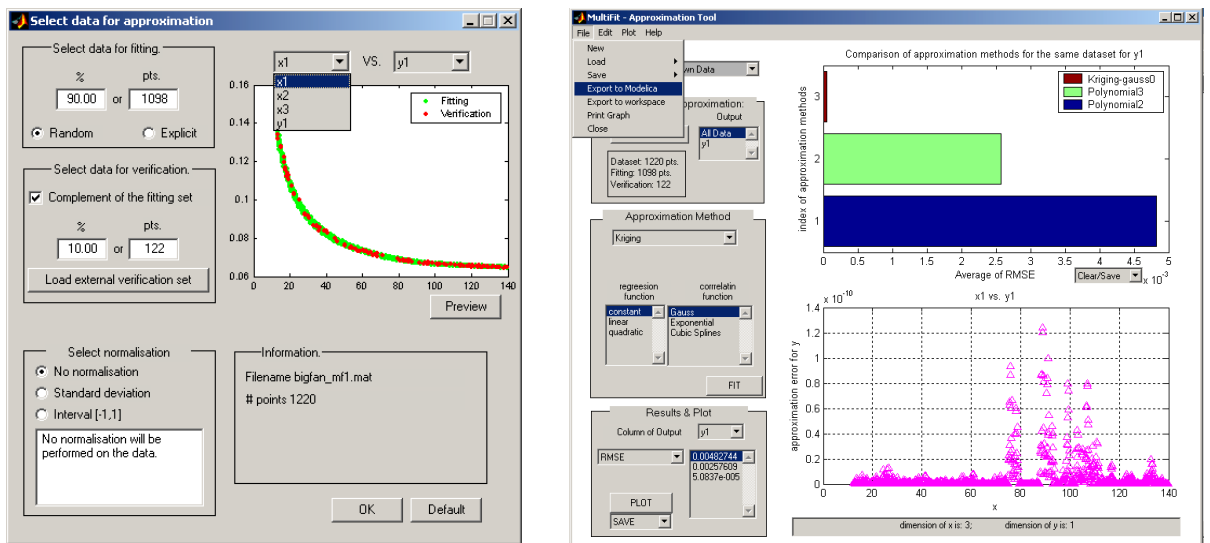 Select data for approximation
Select data for fitting.
% pts.
90.00 or 1098
Random Explicit
Select data for verification.
Complement of the fitting set
% pts.
10.00 or 122
Load external verification set
x1 VS. y1
x1
x2
x3
y1
Fitting
Verification
0.16
0.14
0.12
0.1
0.08
0.06
0 20 40 60 80 100 120 140
Preview
Select normalisation
No normalisation
Standard deviation
Interval [-1,1]
No normalisation will be
performed on the data.
Information.
Filename bigfan_mf1.mat
# points 1220
OK Default
MultiFit - Approximation Tool
File Edit Plot Help
New
Load
Save
Export to Modelica
Export to workspace
Print Graph
Close
wn Data
pproximation:
Output
All Data
y1
Dataset: 1220 pts.
Fitting: 1098 pts.
Verification: 122
Approximation Method
Kriging
regreesion correlatin
function function
constant
linear
quadratic
Gauss
Exponential
Cubic Splines
FIT
Results & Plot
Column of Output y1
RMSE
0.00482744
0.00257609
5.0837e-005
PLOT
SAVE
Comparison of approximation methods for the same dataset for y1
index of approximation methods
3
2
1
Kriging-gauss0
Polynomial3
Polynomial2
0 0.5 1 1.5 2 2.5 3 3.5 4 4.5 5
Average of RMSE
Clear/Save
x 10-3
x 10-10
x1 vs. y1
approximation error for y
1.4
1.2
1
0.8
0.6
0.4
0.2
0
0 20 40 60 80 100 120 140
x
dimension of x is: 3; dimension of y is: 1